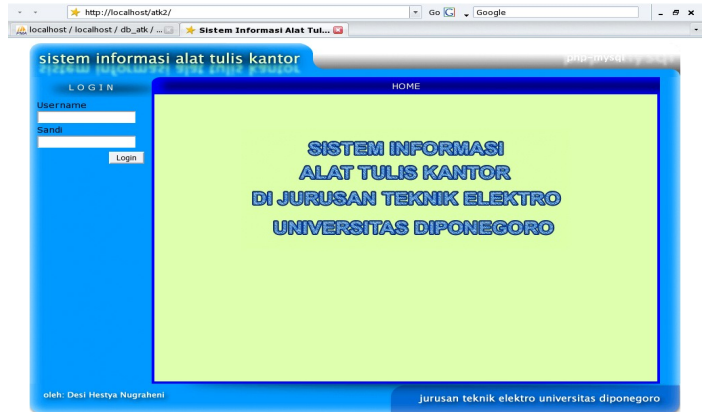 http://localhost/atk2/
Go
Google
localhost / localhost / db_atk / ...
Sistem Informasi Alat Tul...
sistem informasi alat tulis kantor
php-mysql
LOGIN
HOME
Username
Sandi
Login
SISTEM INFORMASI
ALAT TULIS KANTOR
DI JURUSAN TEKNIK ELEKTRO
UNIVERSITAS DIPONEGORO
oleh: Desi Hestya Nugraheni
jurusan teknik elektro universitas diponegoro